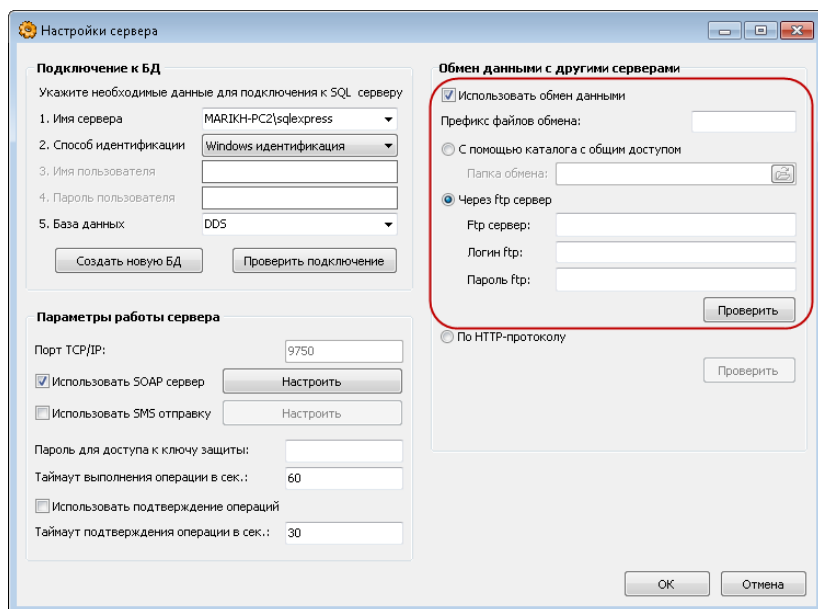 Настройки сервера
Подключение к БД
Укажите необходимые данные для подключения к SQL серверу
1. Имя сервера MARIKH-PC2\sqlexpress
2. Способ идентификации Windows идентификация
3. Имя пользователя
4. Пароль пользователя
5. База данных DDS
Создать новую БД Проверить подключение
Параметры работы сервера
Порт TCP/IP: 9750
Использовать SOAP сервер Настроить
Использовать SMS отправку Настроить
Пароль для доступа к ключу защиты:
Таймаут выполнения операции в сек.: 60
Использовать подтверждение операций
Таймаут подтверждения операции в сек.: 30
Обмен данными с другими серверами
Использовать обмен данными
Префикс файлов обмена:
С помощью каталога с общим доступом
Папка обмена:
Через ftp сервер
Ftp сервер:
Логин ftp:
Пароль ftp:
Проверить
По HTTP-протоколу
Проверить
OK Отмена